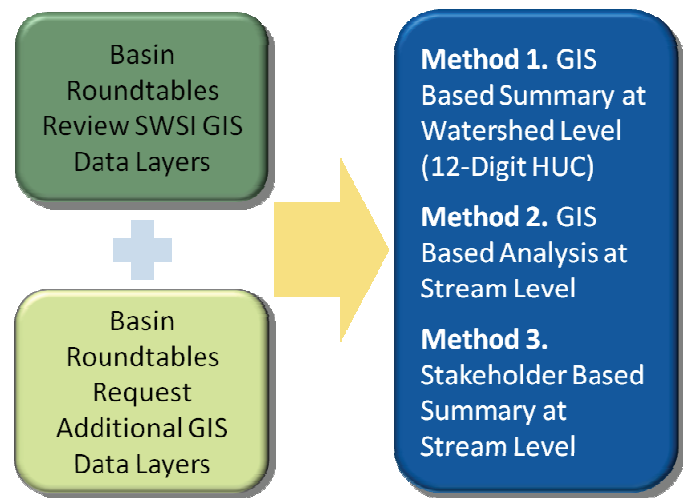 Basin
Roundtables
Review SWSI GIS
Data Layers
Basin
Roundtables
Request
Additional GIS
Data Layers
Method 1. GIS
Based Summary at
Watershed Level
(12-Digit HUC)
Method 2. GIS
Based Analysis at
Stream Level
Method 3.
Stakeholder Based
Summary at
Stream Level